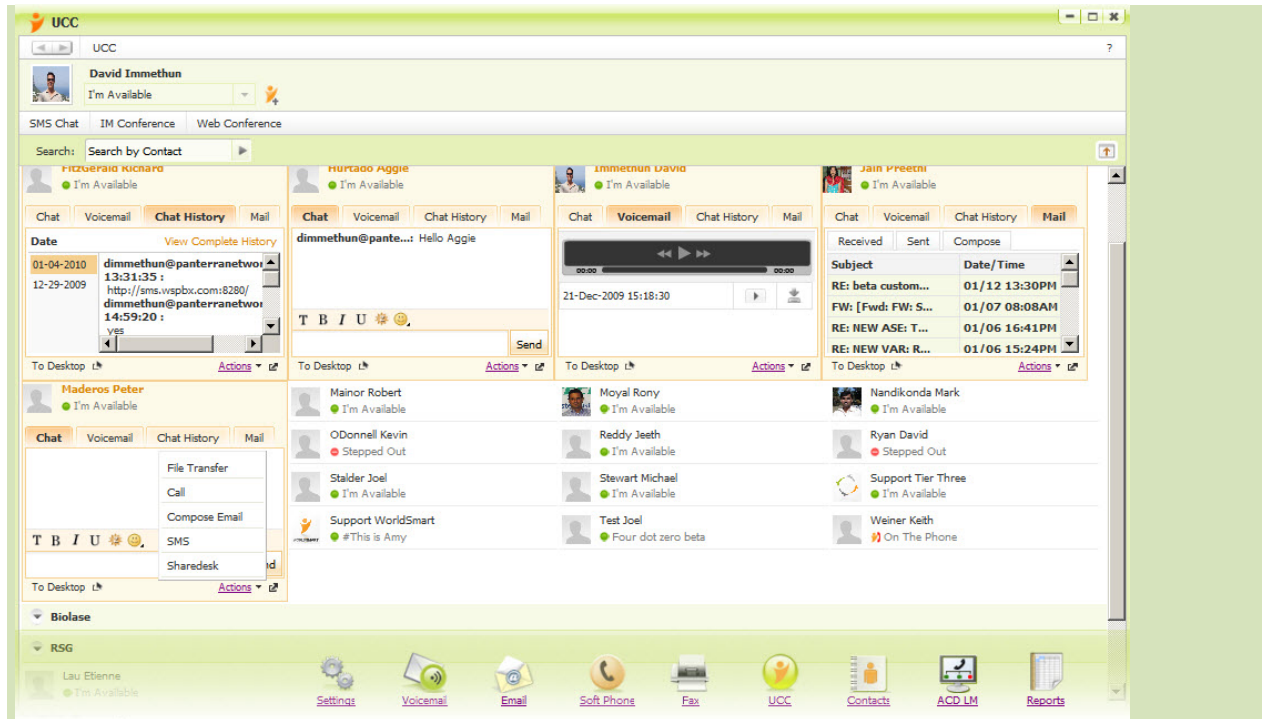 UCC
UCC ?
David Immethun
I'm Available
SMS Chat IM Conference Web Conference
Search: Search by Contact
FitzGerald Richard
I'm Available
Chat Voicemail Chat History Mail
Date View Complete History
01-04-2010
12-29-2009
dimmethun@panterranetwor
13:31:35 :
http://sms.wspbx.com:8280/
dimmethun@panterranetwor
14:59:20 :
yes
To Desktop Actions
Hurtado Aggie
I'm Available
Chat Voicemail Chat History Mail
dimmethun@pante...: Hello Aggie
T B I U
Send
To Desktop Actions
Immethun David
I'm Available
Chat Voicemail Chat History Mail
00:00 00:00
21-Dec-2009 15:18:30
To Desktop Actions
Jain Preethi
I'm Available
Chat Voicemail Chat History Mail
Received Sent Compose
Subject Date/Time
RE: beta custom... 01/12 13:30PM
FW: [Fwd: FW: S... 01/07 08:08AM
RE: NEW ASE: T... 01/06 16:41PM
RE: NEW VAR: R... 01/06 15:24PM
To Desktop Actions
Maderos Peter
I'm Available
Chat Voicemail Chat History Mail
File Transfer
Call
Compose Email
SMS
Sharedesk
T B I U
nd
To Desktop Actions
Mainor Robert
I'm Available
Moyal Rony
I'm Available
Nandikonda Mark
I'm Available
ODonnell Kevin
Stepped Out
Reddy Jeeth
I'm Available
Ryan David
Stepped Out
Stalder Joel
I'm Available
Stewart Michael
I'm Available
Support Tier Three
I'm Available
Support WorldSmart
#This is Amy
Test Joel
Four dot zero beta
Weiner Keith
On The Phone
Biolase
RSG
Lau Etienne
I'm Available
Settings Voicemail Email Soft Phone Fax UCC Contacts ACD LM Reports